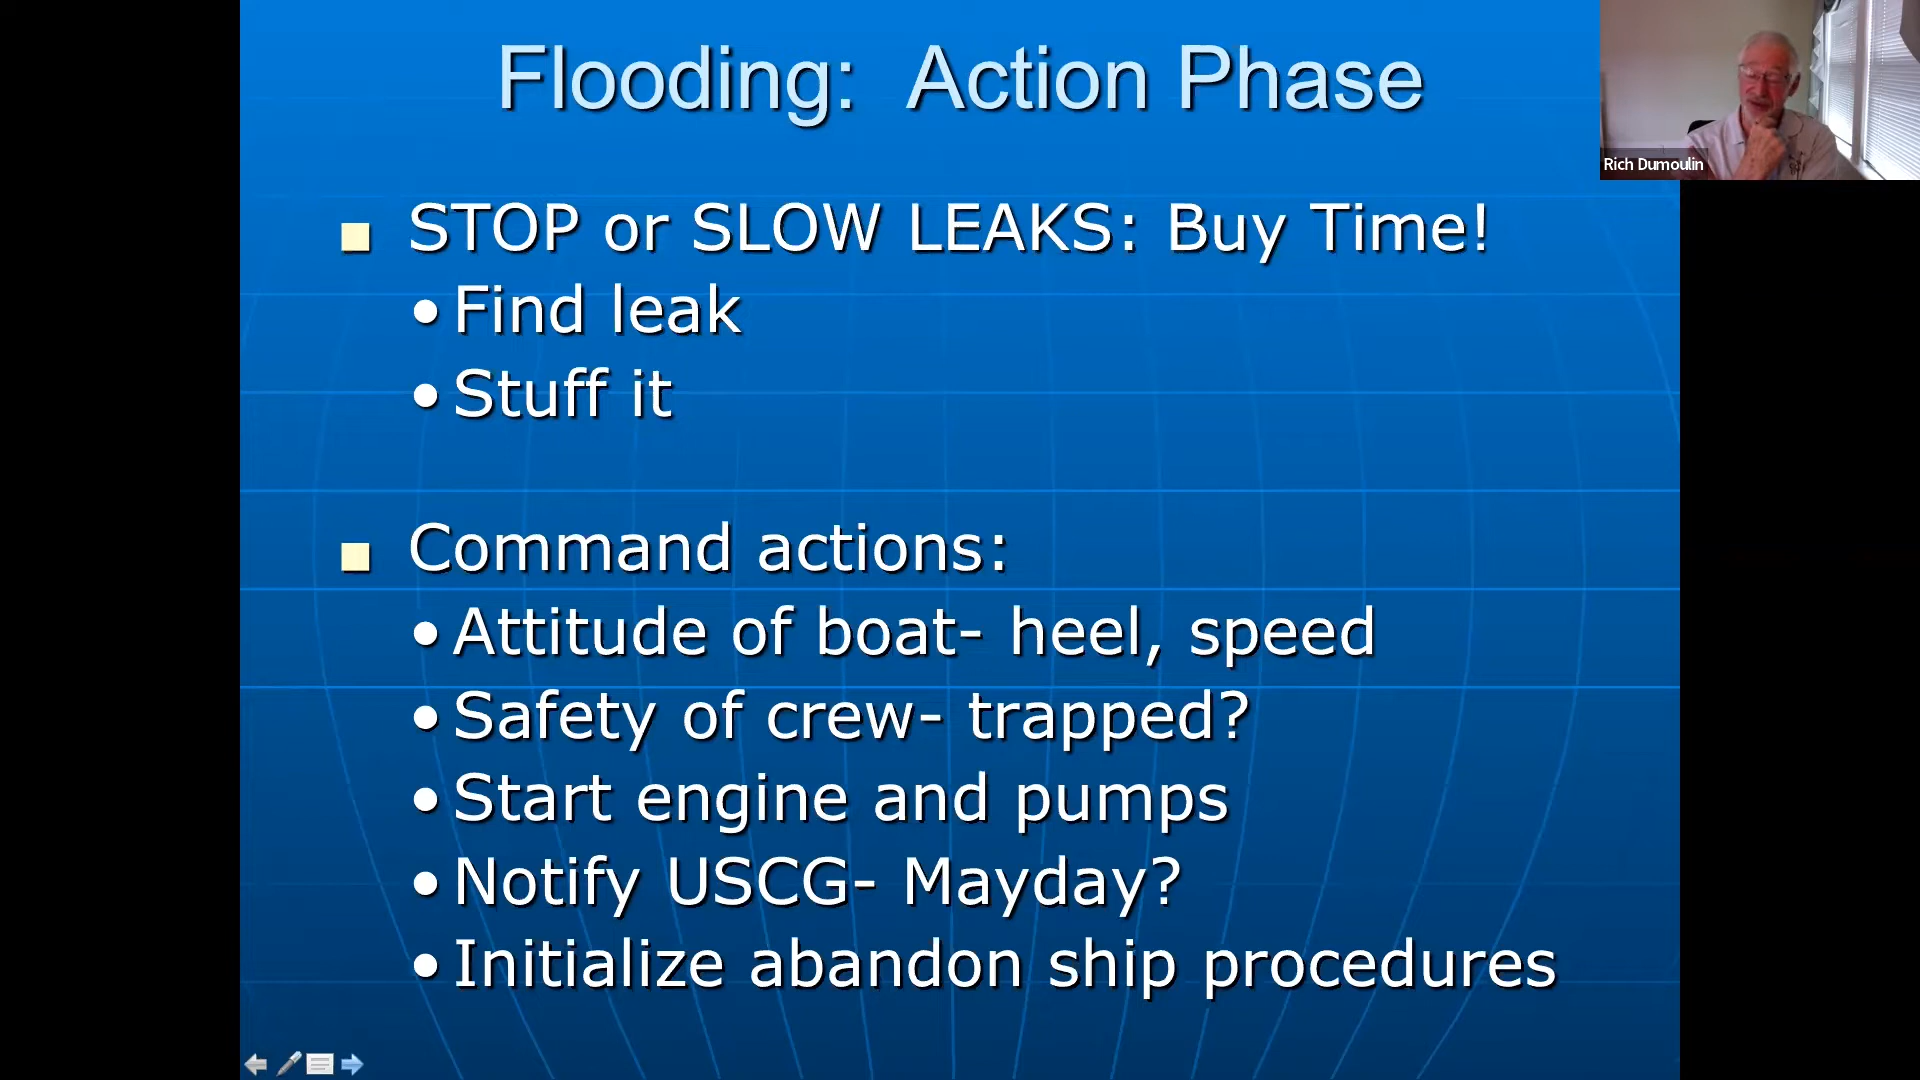 Flooding: Action Phase
Rich Dumoulin
STOP or SLOW LEAKS: Buy Time!
Find leak
Stuff it
Command actions:
Attitude of boat- heel, speed
Safety of crew- trapped?
Start engine and pumps
Notify USCG- Mayday?
Initialize abandon ship procedures